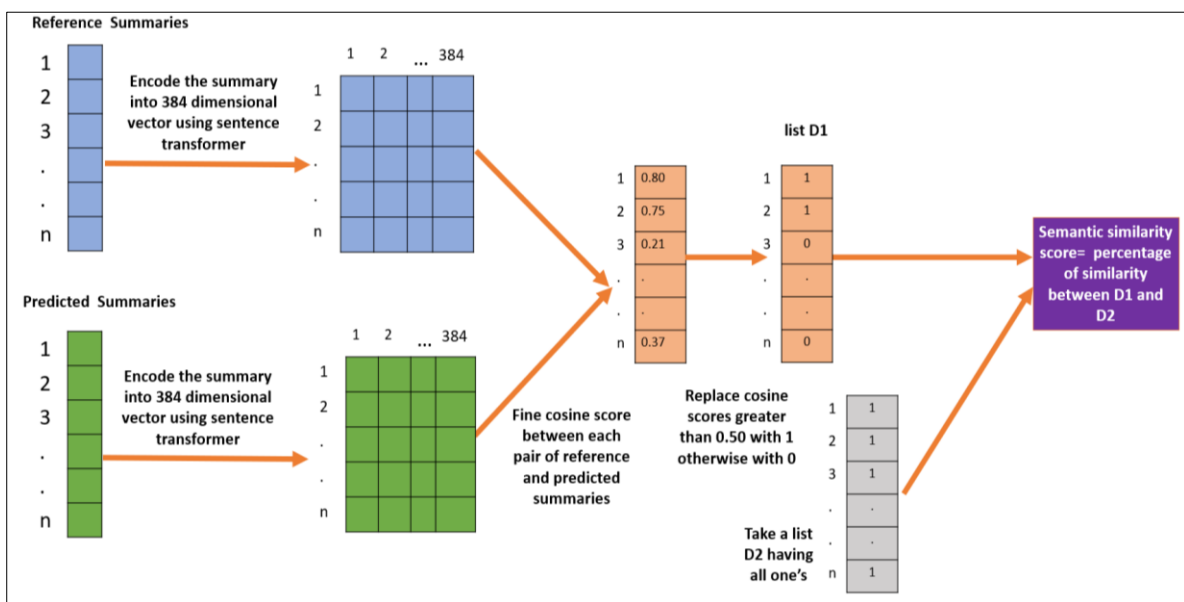 Reference Summaries
1
2
3
.
.
n
Encode the summary
into 384 dimensional
vector using sentence
transformer
1 2 ... 384
1
2
.
.
n
Predicted Summaries
1
2
3
.
.
n
Encode the summary
into 384 dimensional
vector using sentence
transformer
1 2 ... 384
1
2
.
.
n
Fine cosine score
between each
pair of reference
and predicted
summaries
1 0.80
2 0.75
3 0.21
. .
. .
n 0.37
list D1
1 1
2 1
3 0
. .
. .
n 0
Replace cosine
scores greater
than 0.50 with 1
otherwise with 0
Take a list
D2 having
all one's
1 1
2 1
3 1
. .
. .
n 1
Semantic similarity
score= percentage
of similarity
between D1 and
D2